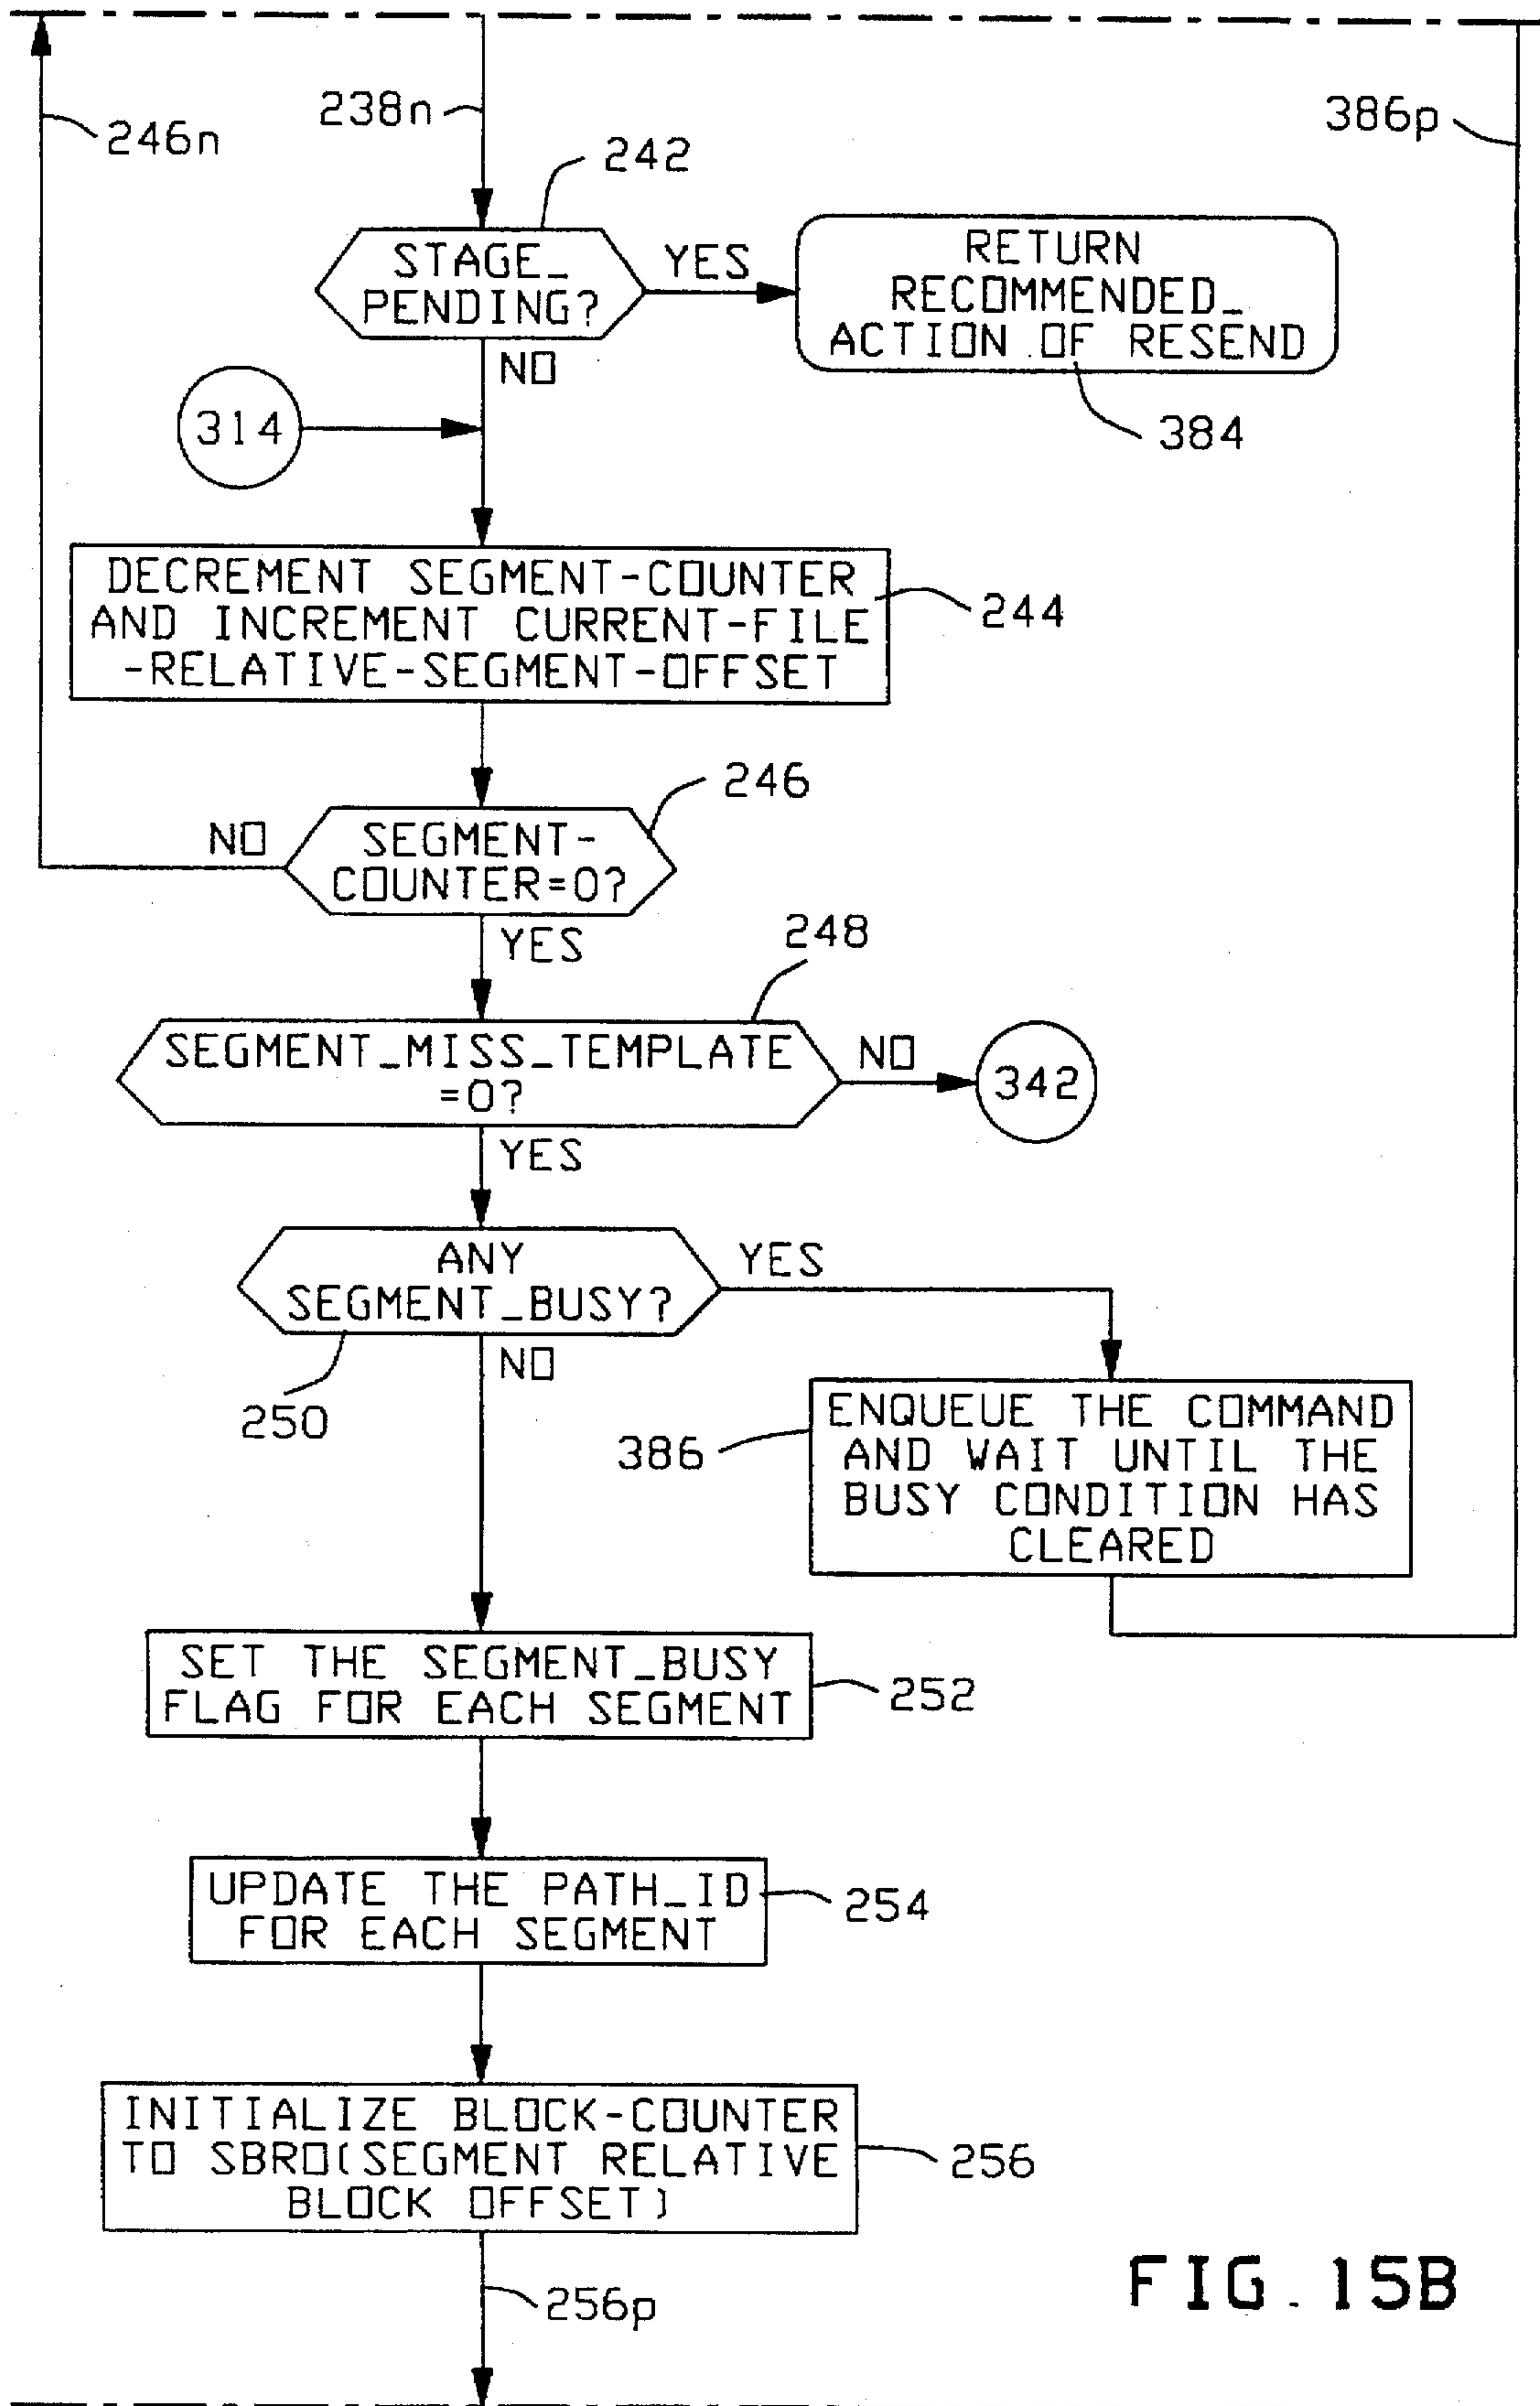 246n
238n
386p
242
STAGE_
PENDING?
YES
RETURN
RECOMMENDED_
ACTION OF RESEND
384
NO
314
DECREMENT SEGMENT-COUNTER
AND INCREMENT CURRENT-FILE
-RELATIVE-SEGMENT-OFFSET
244
246
NO
SEGMENT-
COUNTER=0?
YES
248
SEGMENT_MISS_TEMPLATE
=0?
NO
342
YES
ANY
SEGMENT_BUSY?
YES
250
NO
386
ENQUEUE THE COMMAND
AND WAIT UNTIL THE
BUSY CONDITION HAS
CLEARED
SET THE SEGMENT_BUSY
FLAG FOR EACH SEGMENT
252
UPDATE THE PATH_ID
FOR EACH SEGMENT
254
INITIALIZE BLOCK-COUNTER
TO SBRO(SEGMENT RELATIVE
BLOCK OFFSET)
256
256p
FIG. 15B